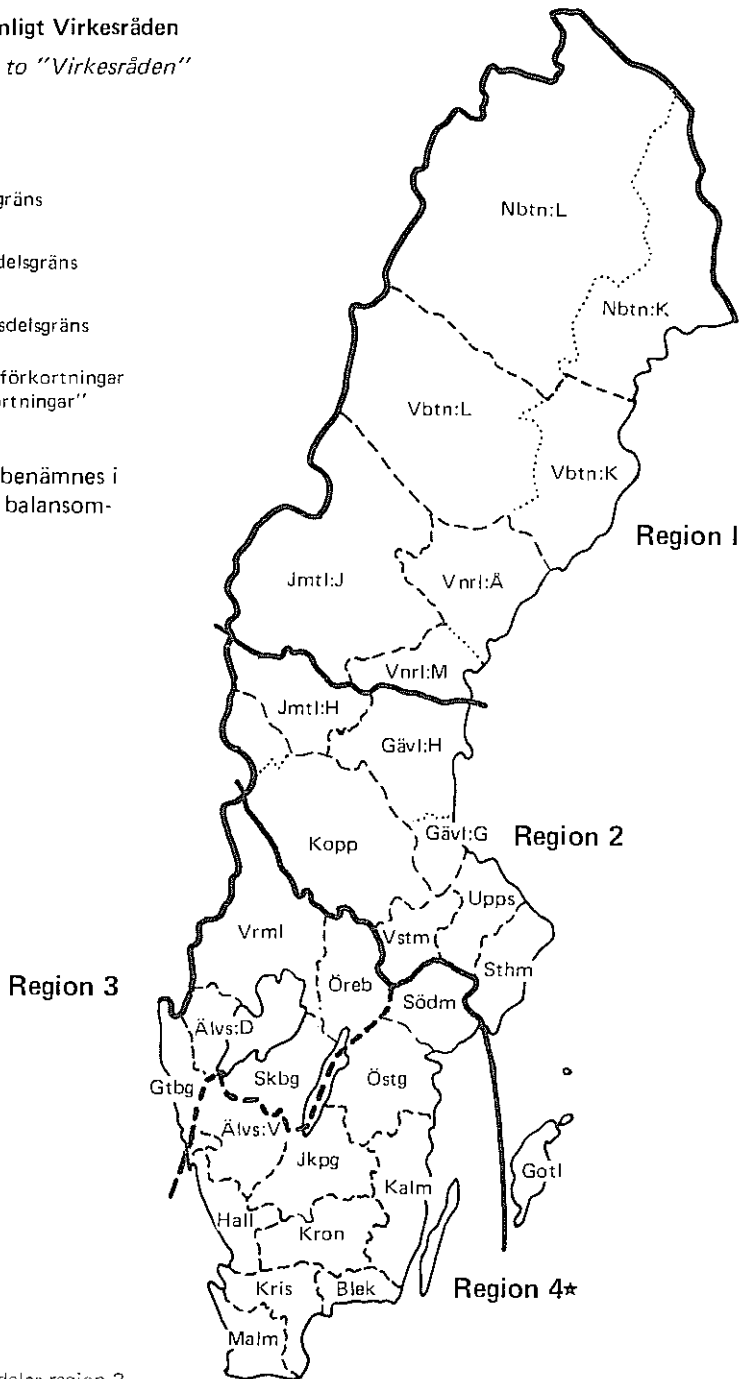 nligt Virkesråden
to "Virkesråden"
gräns
delsgräns
sdelsgräns
förkortningar
ortningar"
benämnes i
balansom-
Nbtn:L
Nbtn:K
Vbtn:L
Vbtn:K
Region I
Jmtl:J
Vnrl:Å
Vnrl:M
Jmtl:H
Gävl:H
Gävl:G
Region 2
Kopp
Upps
Vstm
Vrml
Sthm
Region 3
Öreb
Södm
Älvs:D
Skbg
Östg
Gtbg
Älvs:V
Jkpg
Gotl
Kalm
Hall
Kron
Kris
Blek
Region 4★
Malm